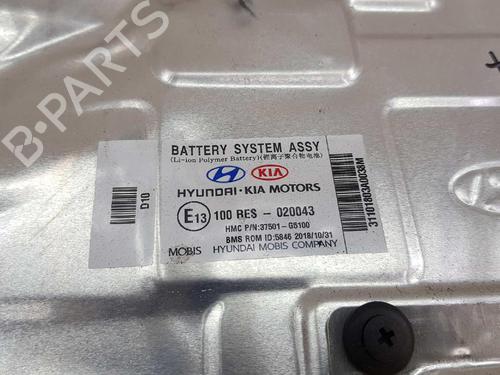 BATTERY SYSTEM ASSY
(Li-ion Polymer Battery)(锂离子聚合物电池)
HYUNDAI KIA
HYUNDAI·KIA MOTORS
E13 100 RES - 020043
HMC P/N:37501-G5100
BMS ROM ID:5846 2018/10/31
MOBIS HYUNDAI MOBIS COMPANY
D10
B-PARTS